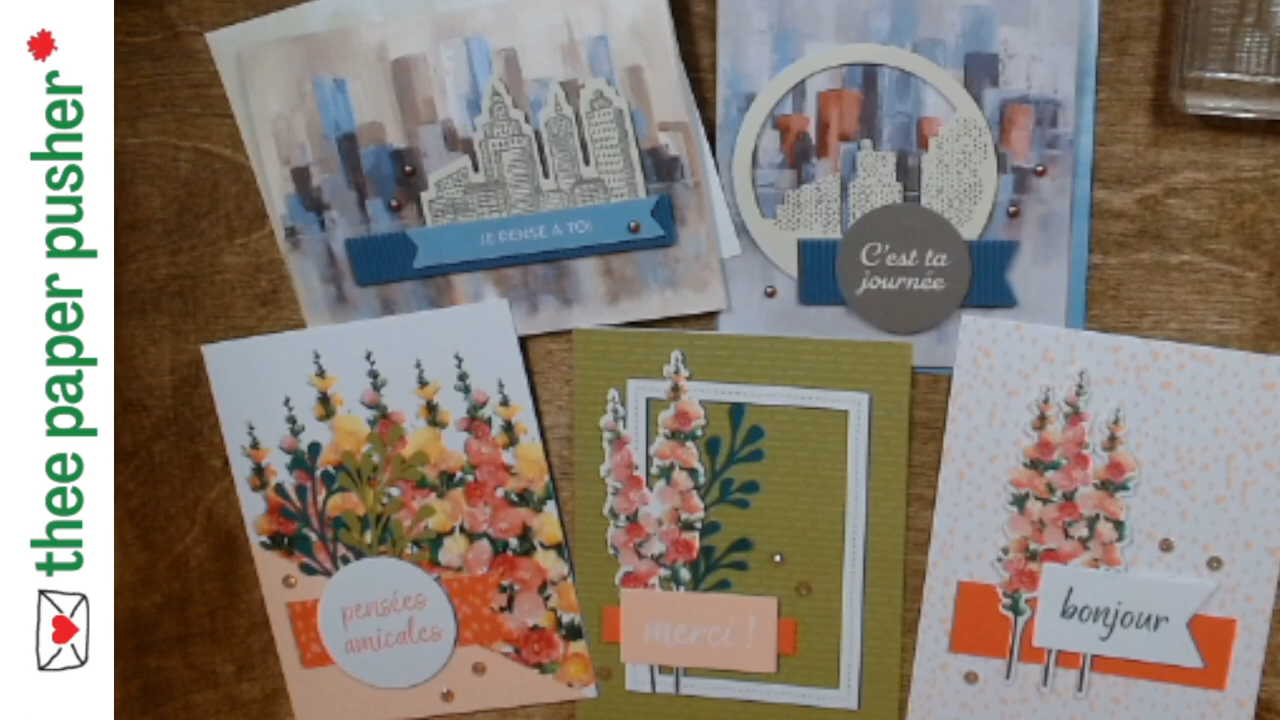 thee paper pusher
JE PENSE À TOI
C'est ta
journée
pensées
amicales
merci !
bonjour